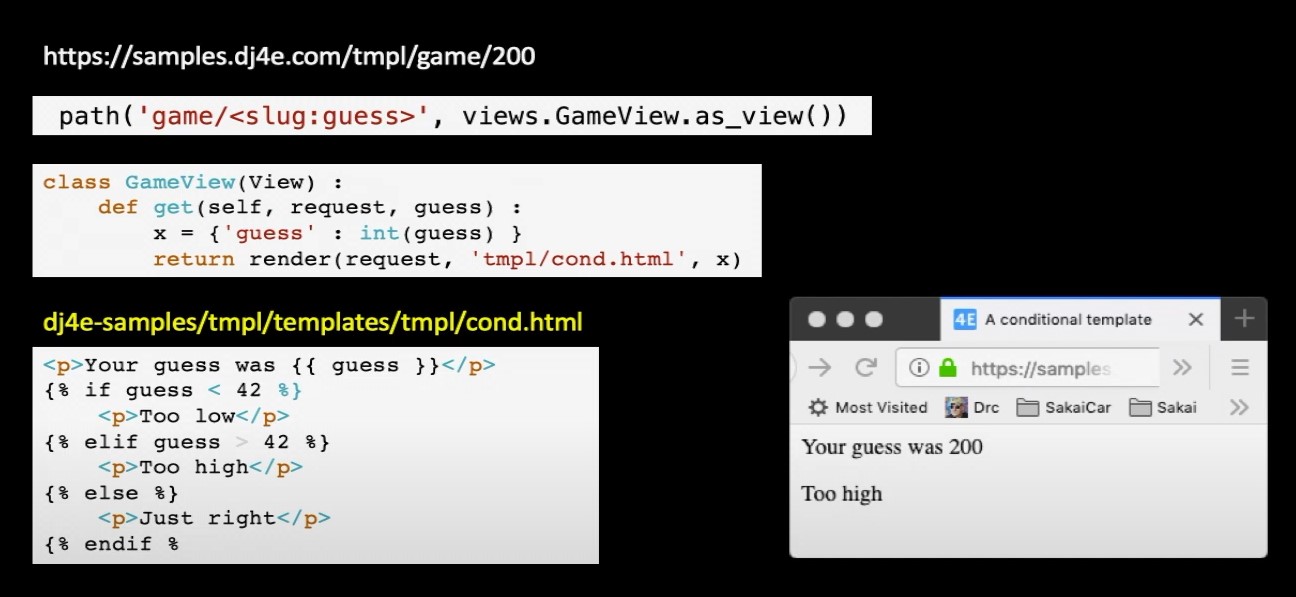 https://samples.dj4e.com/tmpl/game/200
path('game/<slug:guess>', views.GameView.as_view())
class GameView(View) :
    def get(self, request, guess) :
        x = {'guess' : int(guess) }
        return render(request, 'tmpl/cond.html', x)
dj4e-samples/tmpl/templates/tmpl/cond.html
<p>Your guess was {{ guess }}</p>
{% if guess < 42 %}
    <p>Too low</p>
{% elif guess > 42 %}
    <p>Too high</p>
{% else %}
    <p>Just right</p>
{% endif %
4E A conditional template
https://samples
Most Visited Drc SakaiCar Sakai
Your guess was 200
Too high